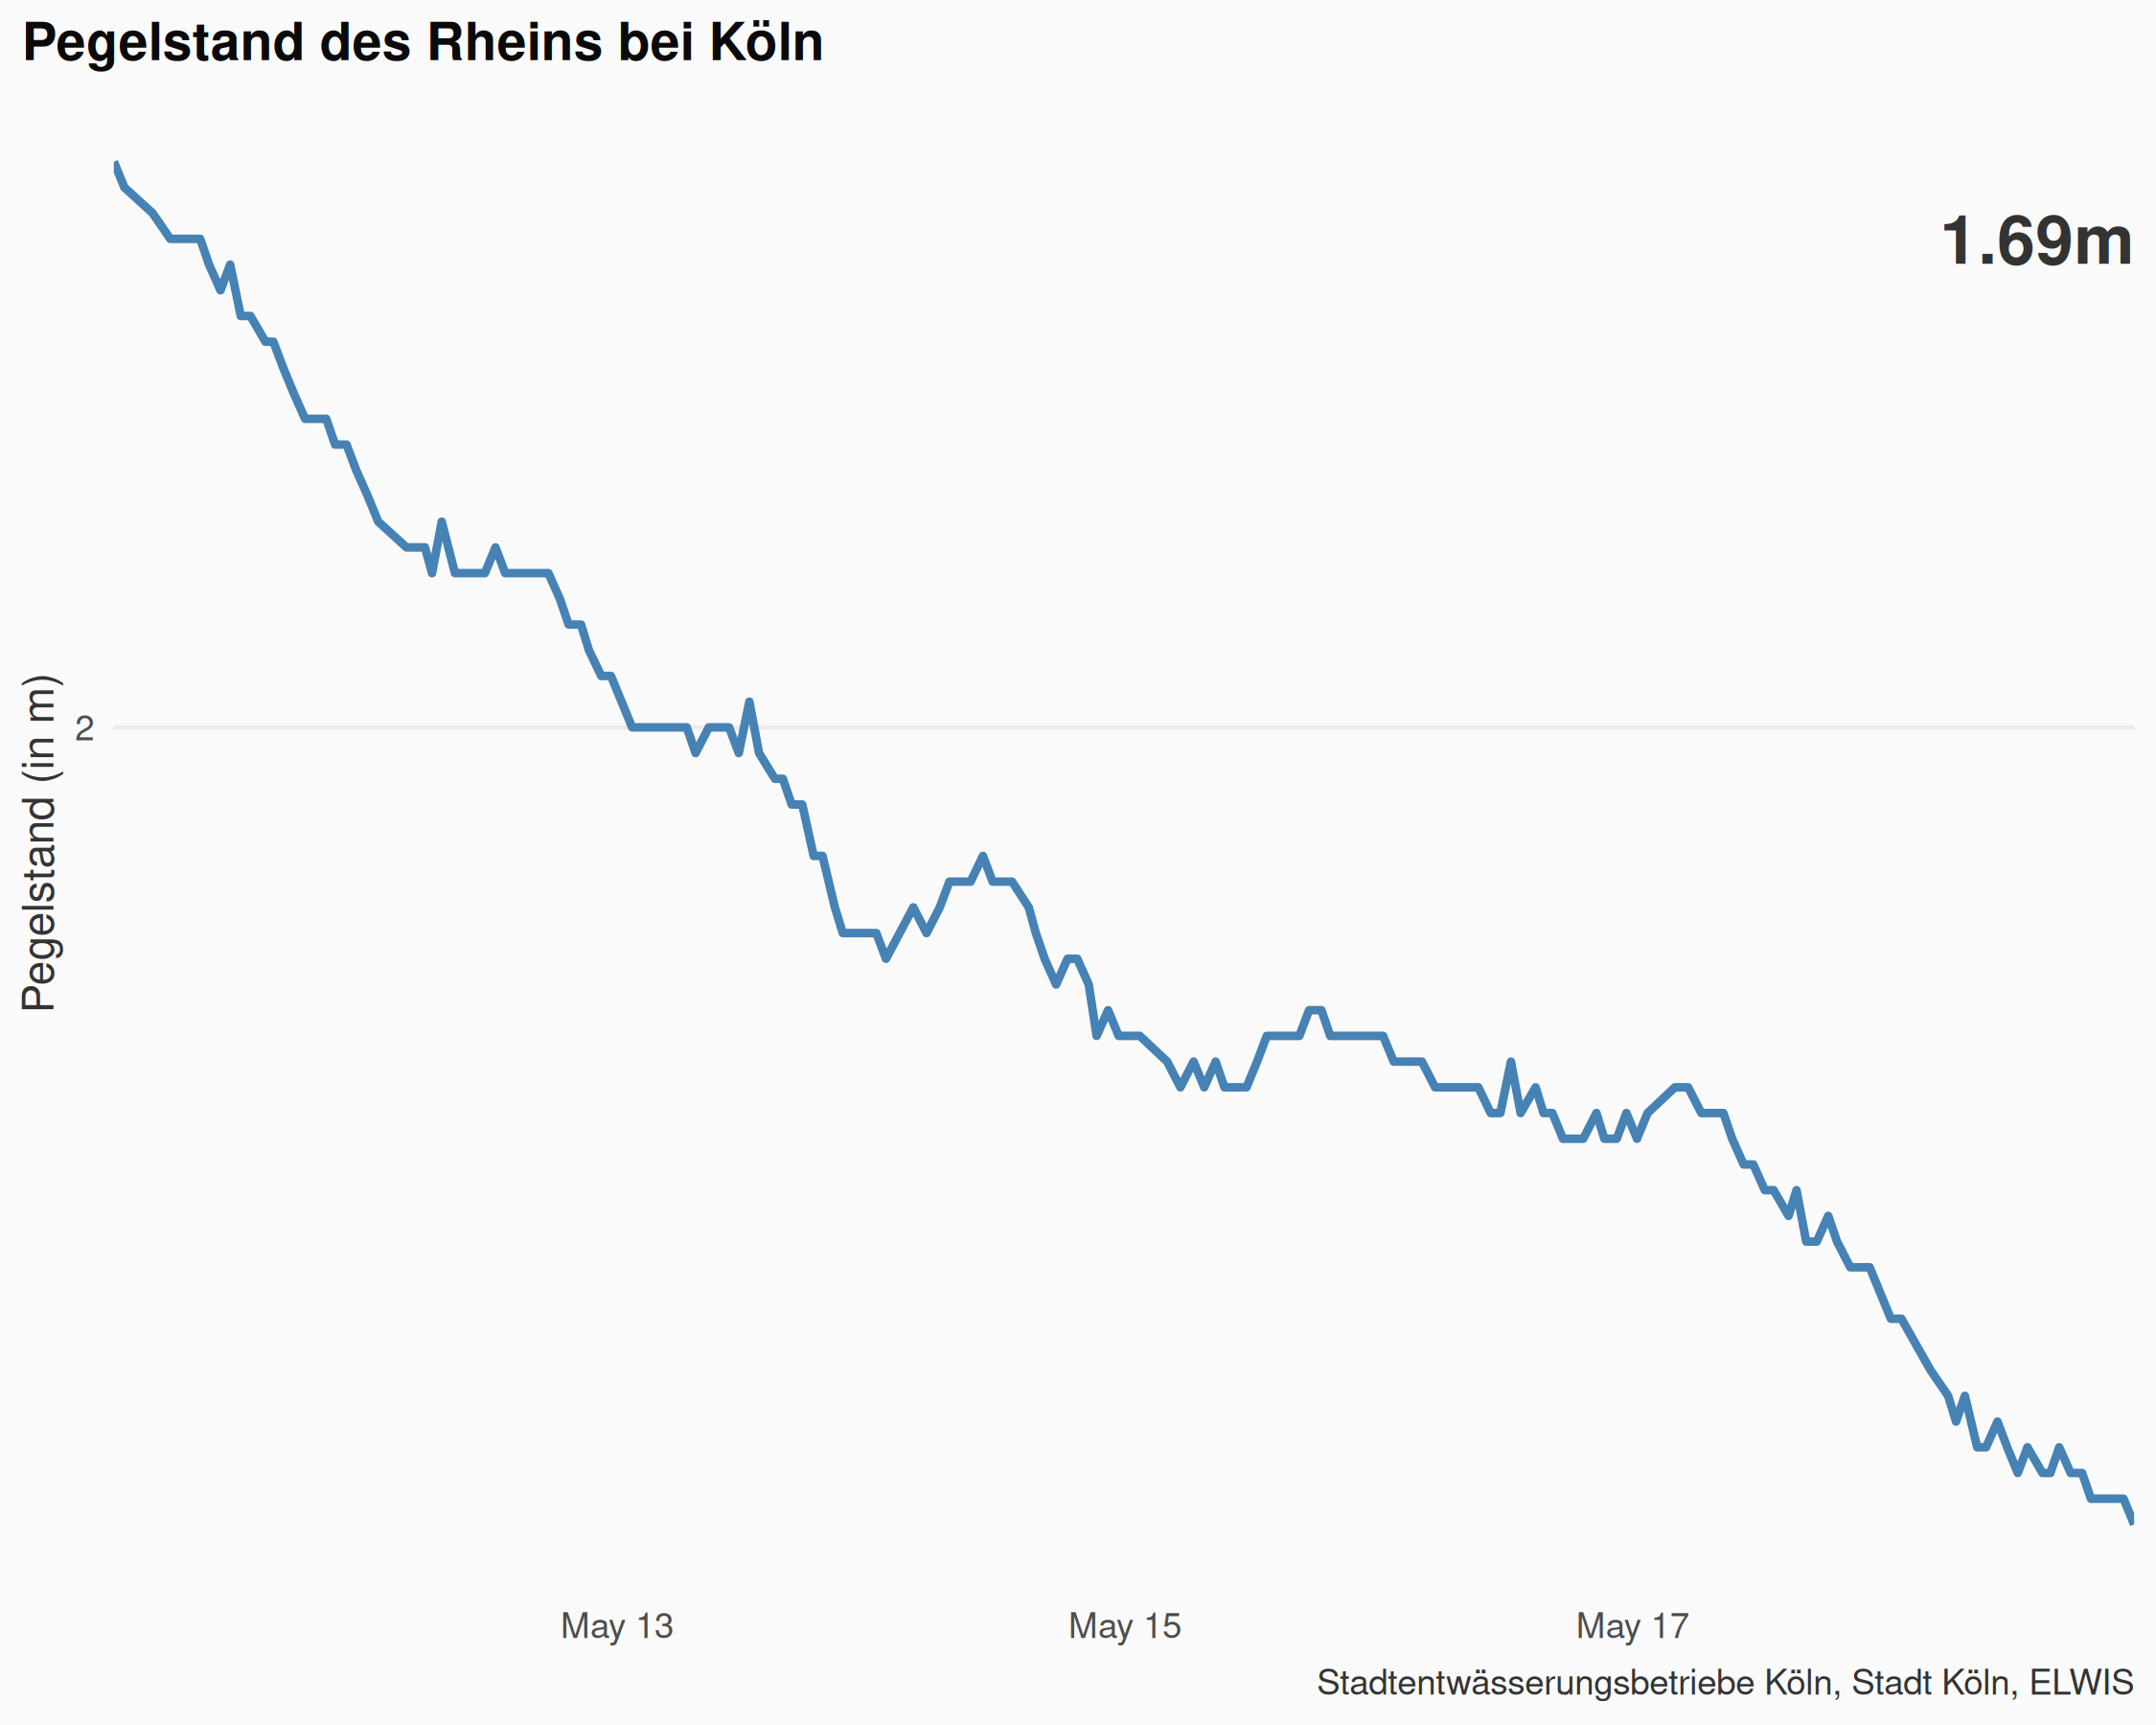 Pegelstand des Rheins bei Köln
1.69m
Pegelstand (in m)
2
May 13
May 15
May 17
Stadtentwässerungsbetriebe Köln, Stadt Köln, ELWIS